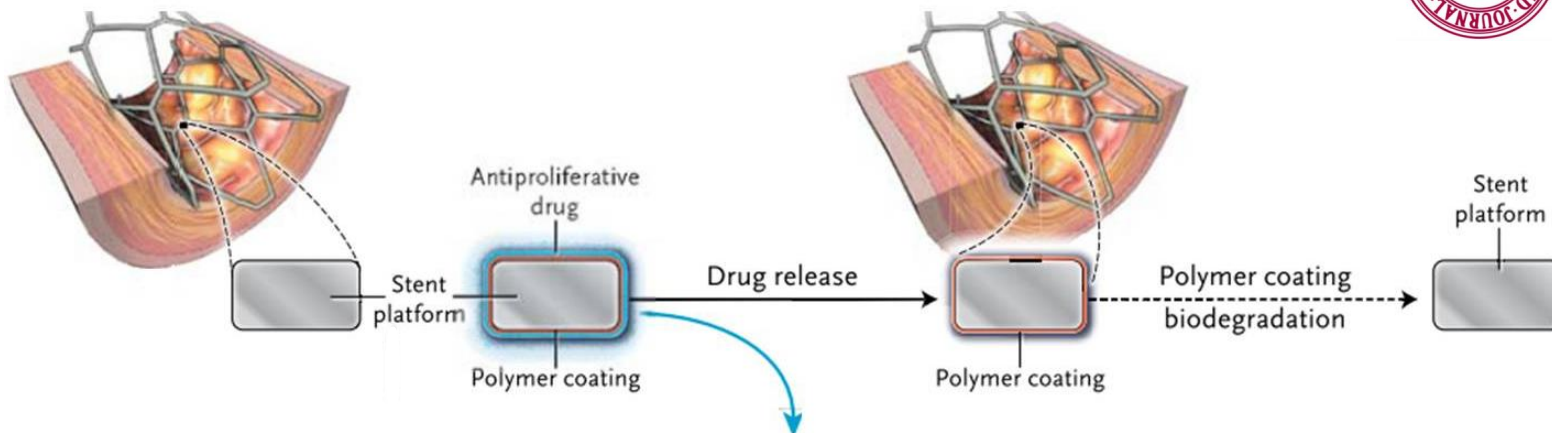 Antiproliferative
drug
Stent
platform
Polymer coating
Drug release
Polymer coating
Polymer coating
biodegradation
Stent
platform